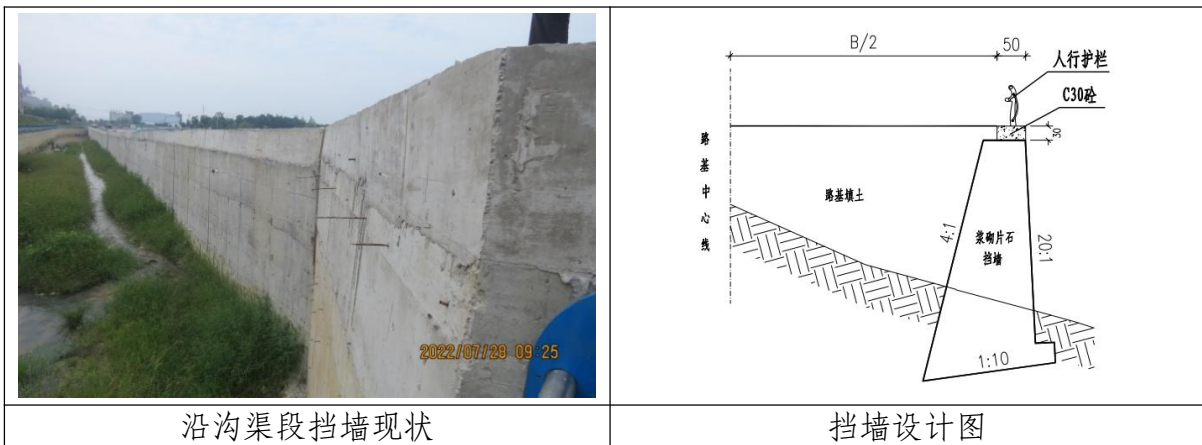 2022/07/28 09:25
B/2
50
人行护栏
C30砼
30
路基中心线
路基填土
4:1
浆砌片石
挡墙
20:1
1:10
沿沟渠段挡墙现状
挡墙设计图